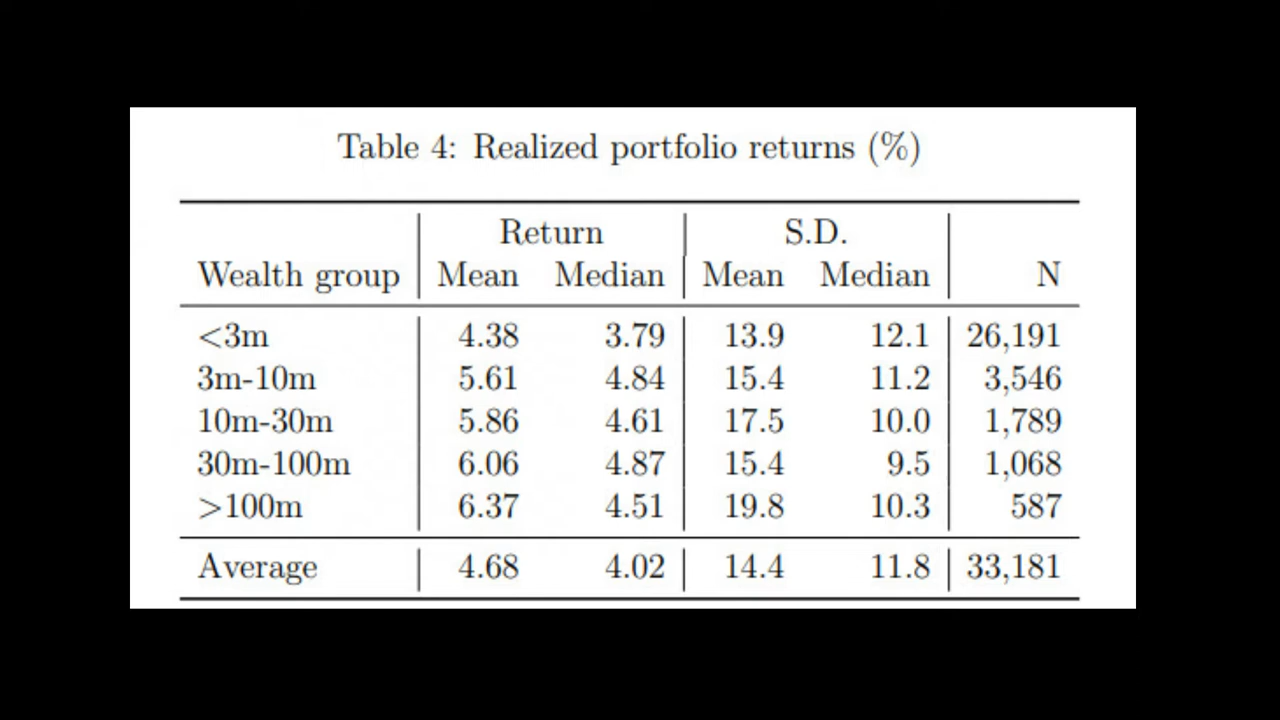 Table 4: Realized portfolio returns (%)
Return S.D.
Wealth group Mean Median Mean Median N
<3m 4.38 3.79 13.9 12.1 26,191
3m-10m 5.61 4.84 15.4 11.2 3,546
10m-30m 5.86 4.61 17.5 10.0 1,789
30m-100m 6.06 4.87 15.4 9.5 1,068
>100m 6.37 4.51 19.8 10.3 587
Average 4.68 4.02 14.4 11.8 33,181